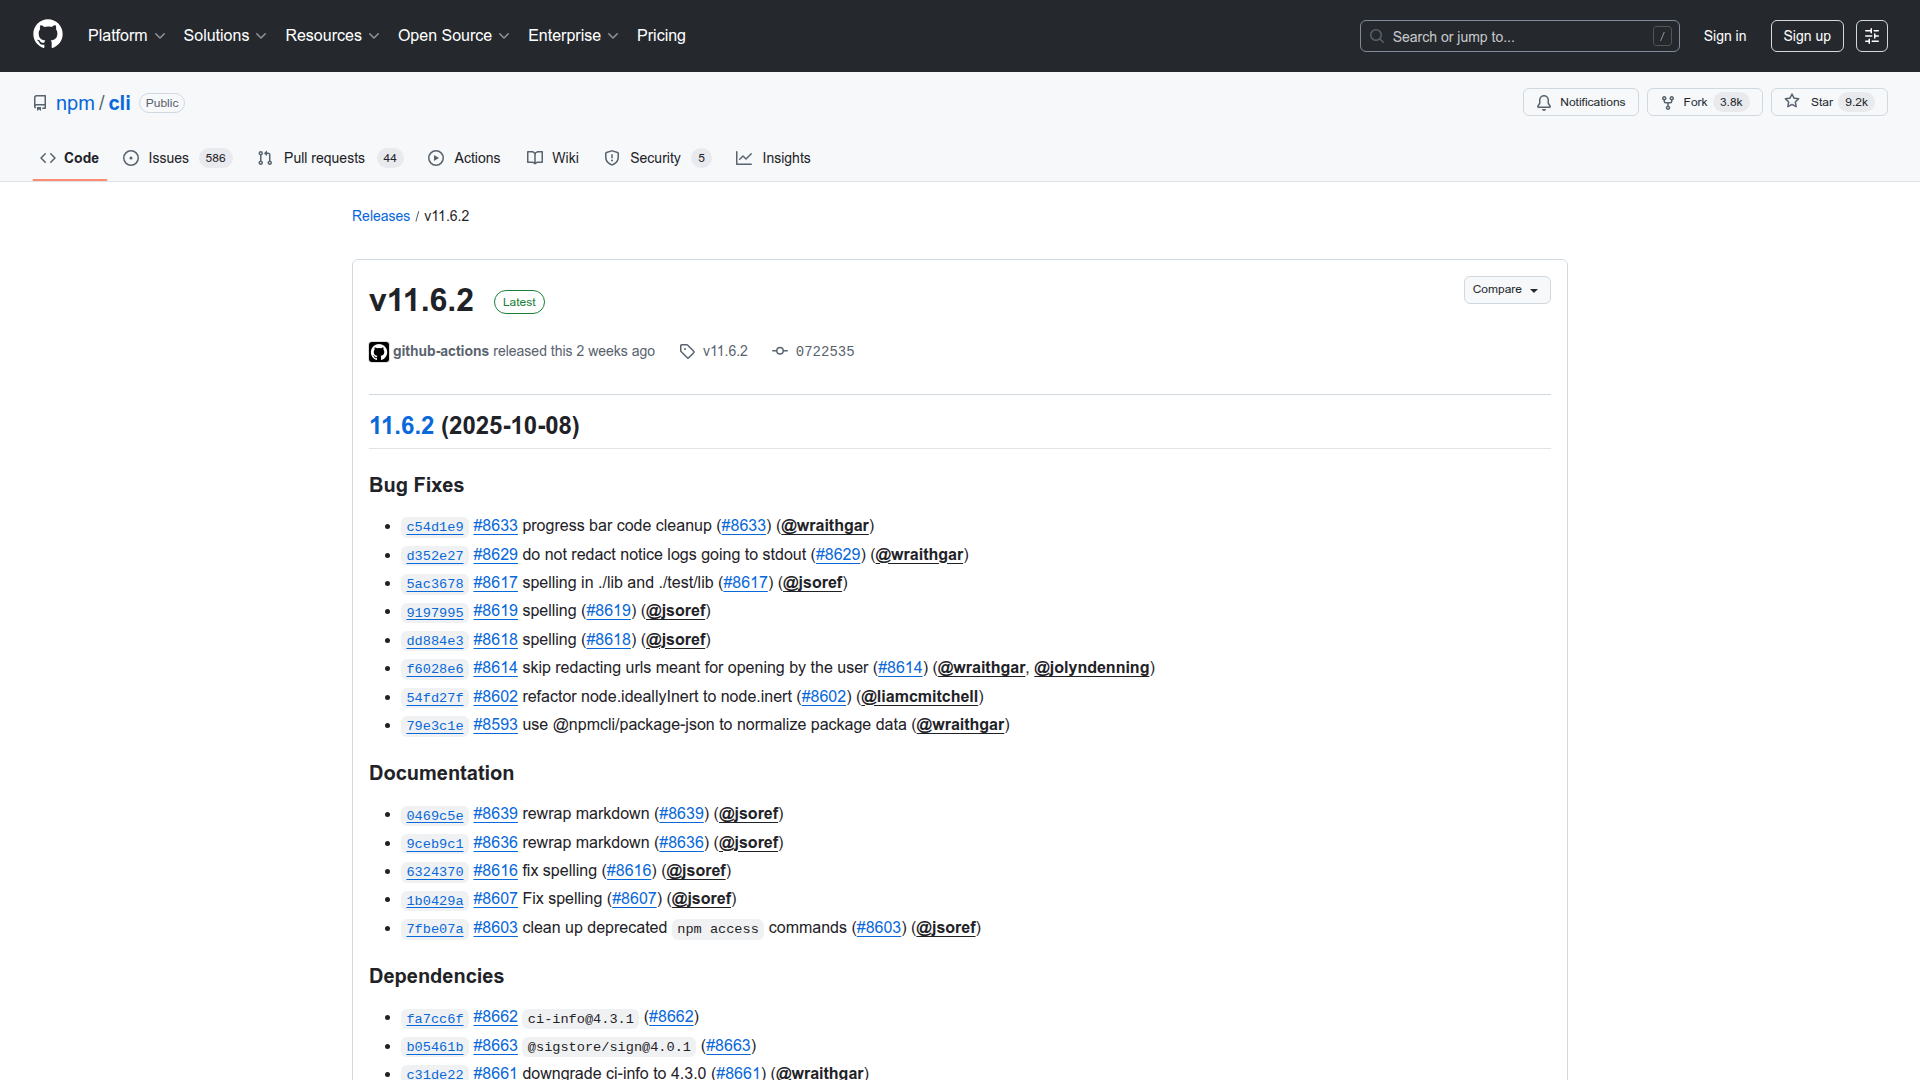 Platform Solutions Resources Open Source Enterprise Pricing Search or jump to... / Sign in Sign up
npm / cli Public Notifications Fork 3.8k Star 9.2k
Code Issues 586 Pull requests 44 Actions Wiki Security 5 Insights
Releases / v11.6.2
v11.6.2 Latest Compare
github-actions released this 2 weeks ago v11.6.2 0722535
11.6.2 (2025-10-08)
Bug Fixes
c54d1e9 #8633 progress bar code cleanup (#8633) (@wraithgar)
d352e27 #8629 do not redact notice logs going to stdout (#8629) (@wraithgar)
5ac3678 #8617 spelling in ./lib and ./test/lib (#8617) (@jsoref)
9197995 #8619 spelling (#8619) (@jsoref)
dd884e3 #8618 spelling (#8618) (@jsoref)
f6028e6 #8614 skip redacting urls meant for opening by the user (#8614) (@wraithgar, @jolyndenning)
54fd27f #8602 refactor node.ideallyInert to node.inert (#8602) (@liamcmitchell)
79e3c1e #8593 use @npmcli/package-json to normalize package data (@wraithgar)
Documentation
0469c5e #8639 rewrap markdown (#8639) (@jsoref)
9ceb9c1 #8636 rewrap markdown (#8636) (@jsoref)
6324370 #8616 fix spelling (#8616) (@jsoref)
1b0429a #8607 Fix spelling (#8607) (@jsoref)
7fbe07a #8603 clean up deprecated npm access commands (#8603) (@jsoref)
Dependencies
fa7cc6f #8662 ci-info@4.3.1 (#8662)
b05461b #8663 @sigstore/sign@4.0.1 (#8663)
c31de22 #8661 downgrade ci-info to 4.3.0 (#8661) (@wraithgar)